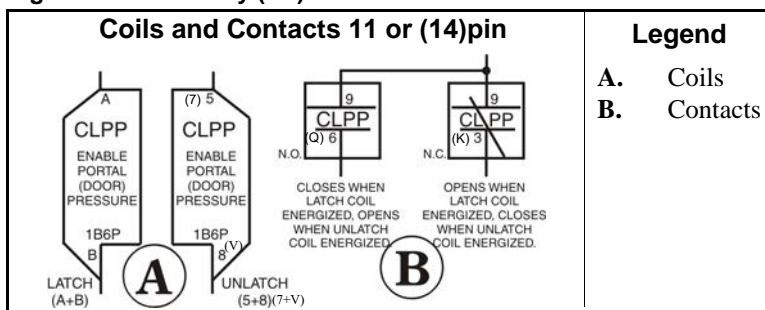 Coils and Contacts 11 or (14)pin
Legend
A. Coils
B. Contacts
A
CLPP
ENABLE
PORTAL
(DOOR)
PRESSURE
1B6P
B
LATCH
(A+B)
(7) 5
CLPP
ENABLE
PORTAL
(DOOR)
PRESSURE
1B6P
8(V)
UNLATCH
(5+8)(7+V)
A
9
CLPP
(Q) 6
N.O.
CLOSES WHEN
LATCH COIL
ENERGIZED, OPENS
WHEN UNLATCH
COIL ENERGIZED.
9
CLPP
(K) 3
N.C.
OPENS WHEN
LATCH COIL
ENERGIZED, CLOSES
WHEN UNLATCH
COIL ENERGIZED.
B